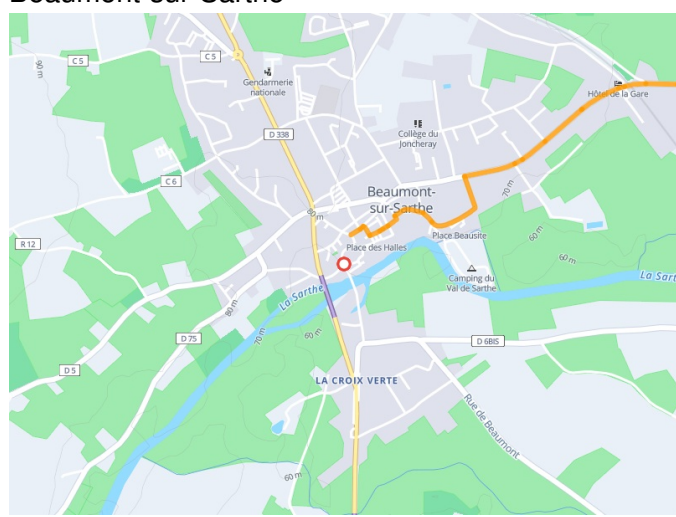 Beaumont-sur-Sarthe
C 5
C 5
90 m
Gendarmerie
nationale
Hôtel de la Gare
D 338
Collège du
Joncheray
C 6
70 m
Beaumont-
sur-Sarthe
80 m
R 12
Place des Halles
Place Beausite
60 m
60 m
La Sart
Camping du
Val de Sarthe
La Sarthe
80 m
D 75
70 m
60 m
D 6BIS
D 5
LA CROIX VERTE
Rue de Beaumont
60 m